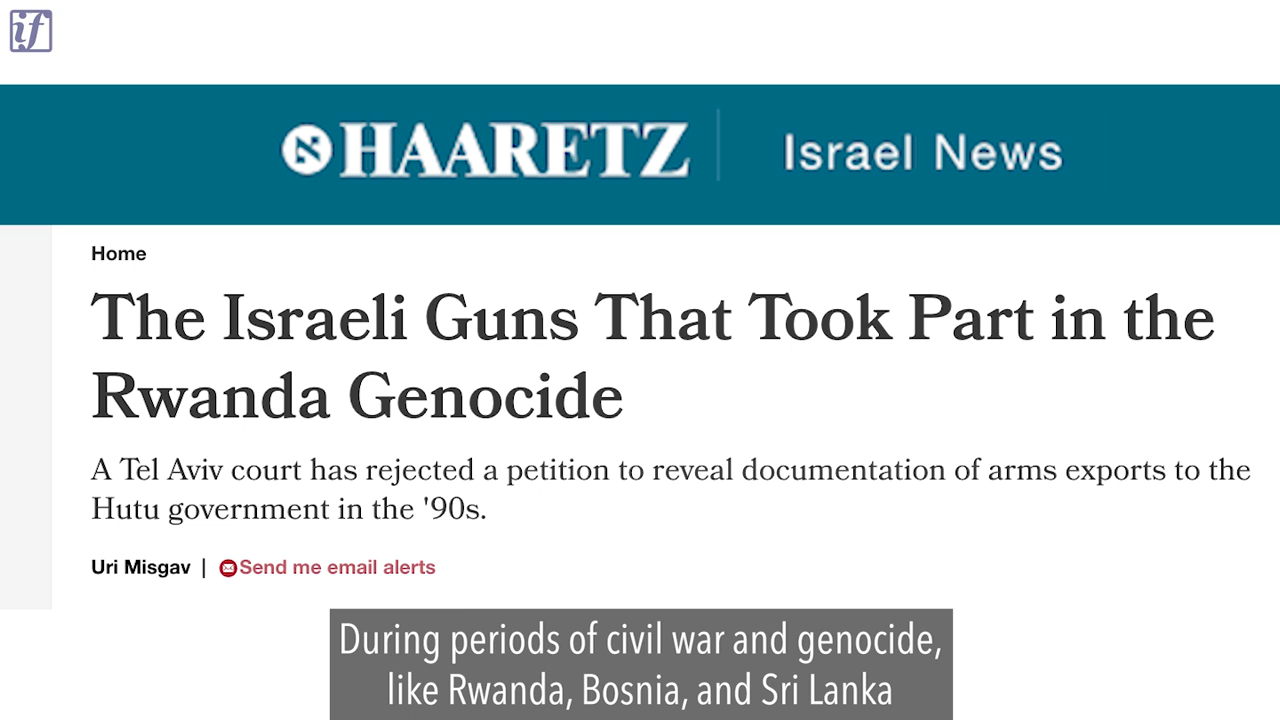 if
HAARETZ | Israel News
Home
The Israeli Guns That Took Part in the
Rwanda Genocide
A Tel Aviv court has rejected a petition to reveal documentation of arms exports to the
Hutu government in the '90s.
Uri Misgav | Send me email alerts
During periods of civil war and genocide,
like Rwanda, Bosnia, and Sri Lanka